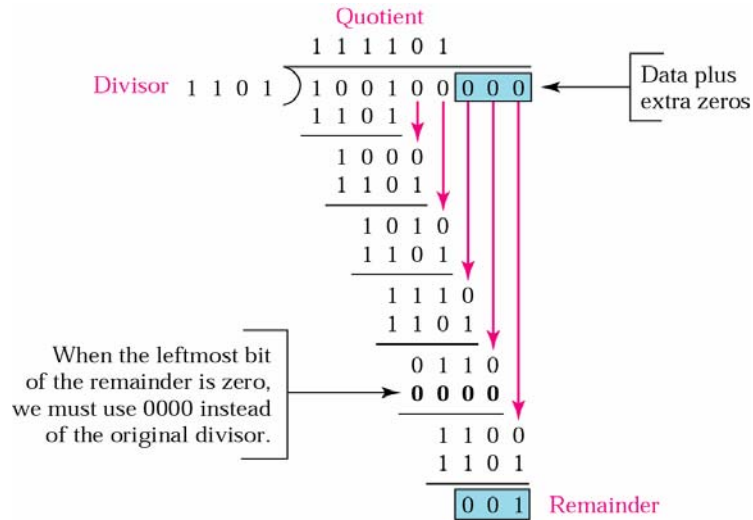 Quotient
1 1 1 1 0 1
Divisor 1 1 0 1 1 0 0 1 0 0 0 0 0
Data plus
extra zeros
1 1 0 1
1 0 0 0
1 1 0 1
1 0 1 0
1 1 0 1
1 1 1 0
1 1 0 1
When the leftmost bit
of the remainder is zero,
we must use 0000 instead
of the original divisor.
0 1 1 0
0 0 0 0
1 1 0 0
1 1 0 1
0 0 1 Remainder